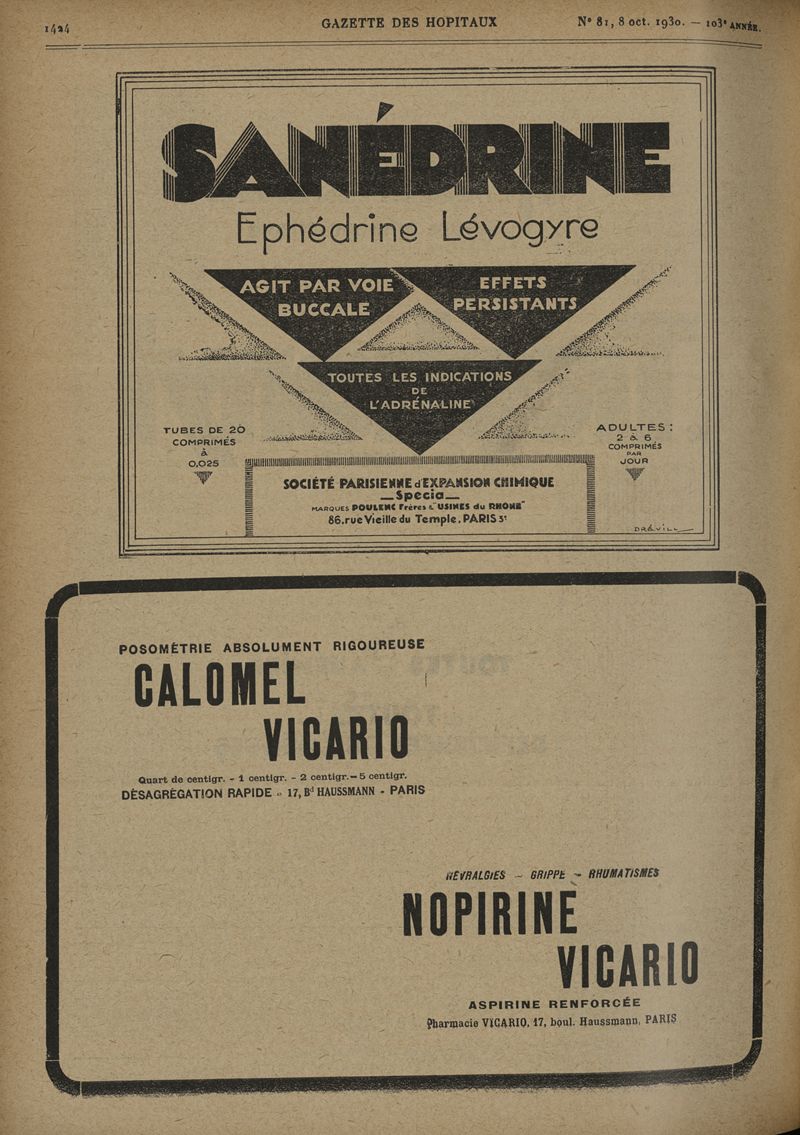 1424
GAZETTE DES HOPITAUX
N° 81, 8 oct. 1930. — 103e ANNÉE.
SANÉDRINE
Ephédrine Lévogyre
AGIT PAR VOIE
BUCCALE
EFFETS
PERSISTANTS
TOUTES LES INDICATIONS
DE
L'ADRÉNALINE
TUBES DE 20
COMPRIMÉS
à
0,025
ADULTES :
2 à 6
COMPRIMÉS
PAR
JOUR
SOCIÉTÉ PARISIENNE d'EXPANSION CHIMIQUE
— Specia —
MARQUES POULENC Frères & "USINES du RHONE"
86, rue Vieille du Temple, PARIS 3e
POSOMÉTRIE ABSOLUMENT RIGOUREUSE
CALOMEL
VICARIO
Quart de centigr. - 1 centigr. - 2 centigr. — 5 centigr.
DÉSAGRÉGATION RAPIDE - 17, Bd HAUSSMANN - PARIS
NÉVRALGIES - GRIPPE - RHUMATISMES
NOPIRINE
VICARIO
ASPIRINE RENFORCÉE
Pharmacie VICARIO, 17, boul. Haussmann, PARIS